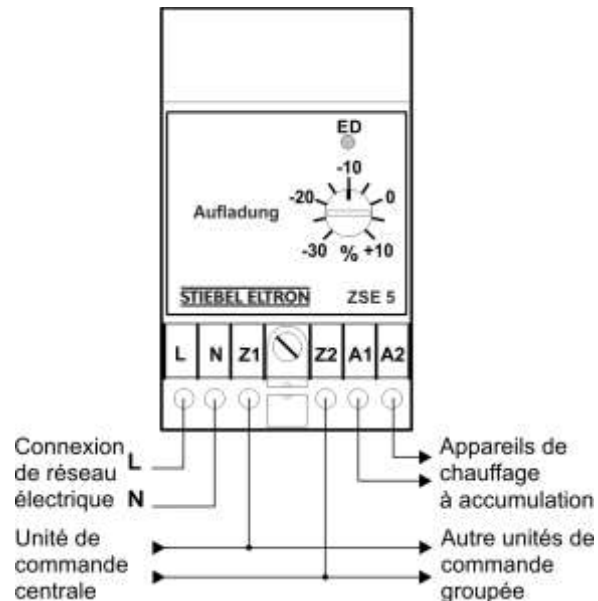 ED
-10
-20 0
Aufladung
-30 % +10
STIEBEL ELTRON ZSE 5
L N Z1 Z2 A1 A2
Connexion
de réseau L
électrique N
Appareils de
chauffage
à accumulation
Unité de
commande
centrale
Autre unités de
commande
groupée